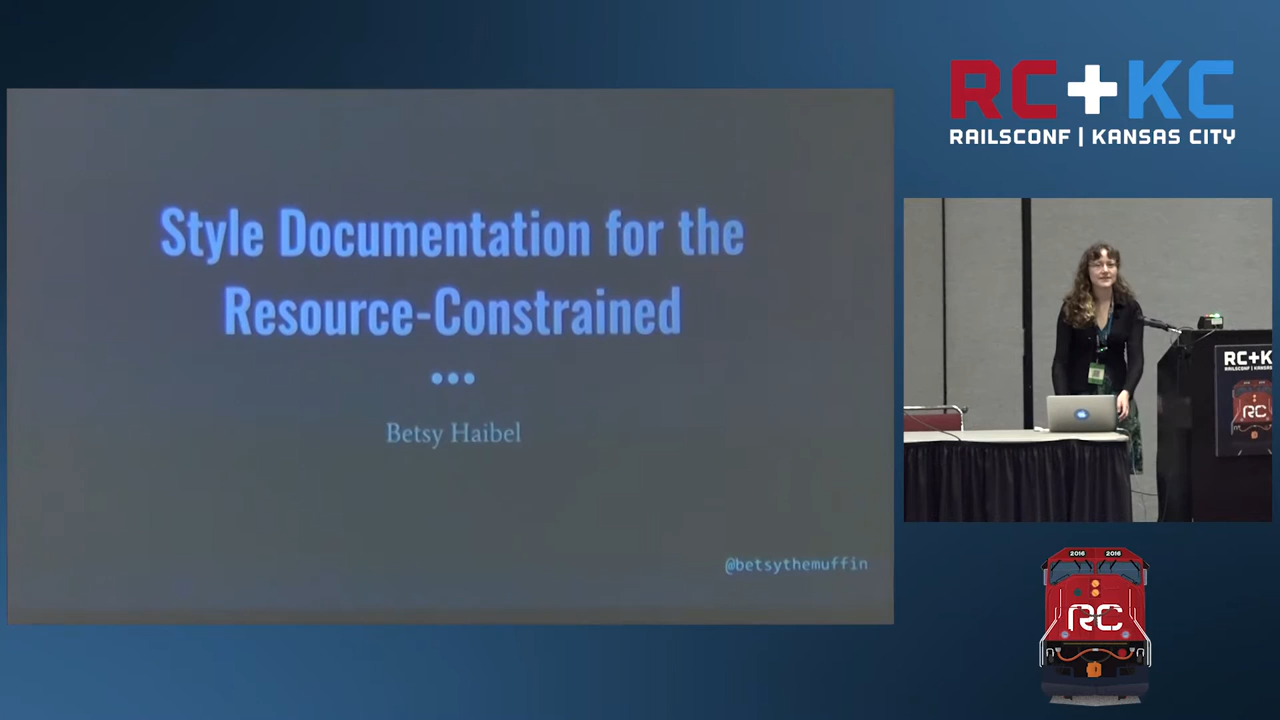 Style Documentation for the
Resource-Constrained
Betsy Haibel
@betsythemuffin
RC+KC
RAILSCONF | KANSAS CITY
RC+K
RAILSCONF | KANSAS
RC
2016 2016
RC